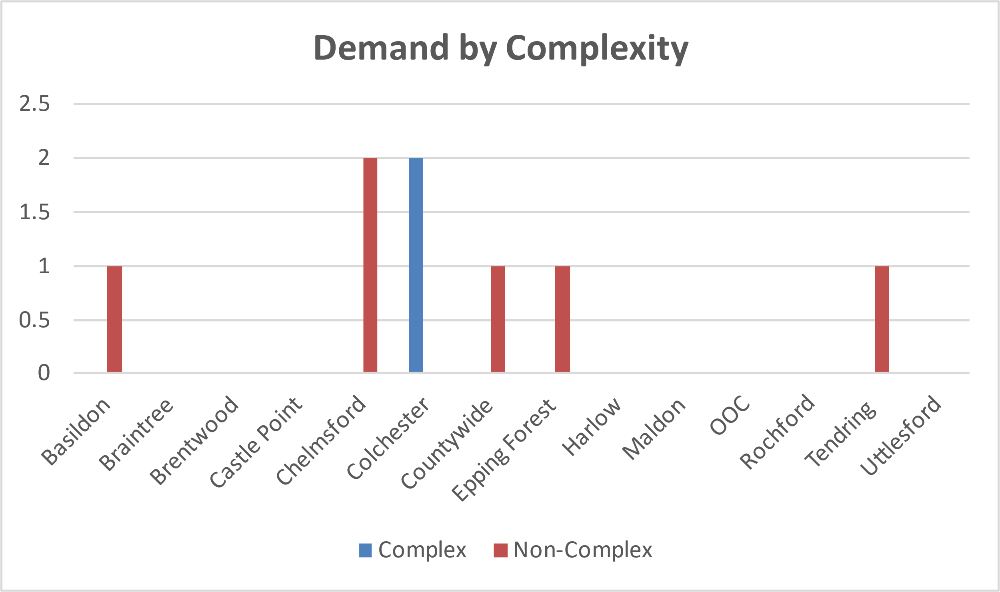 Demand by Complexity
2.5
2
1.5
1
0.5
0
Basildon
Braintree
Brentwood
Castle Point
Chelmsford
Colchester
Countywide
Epping Forest
Harlow
Maldon
OOC
Rochford
Tendring
Uttlesford
Complex
Non-Complex